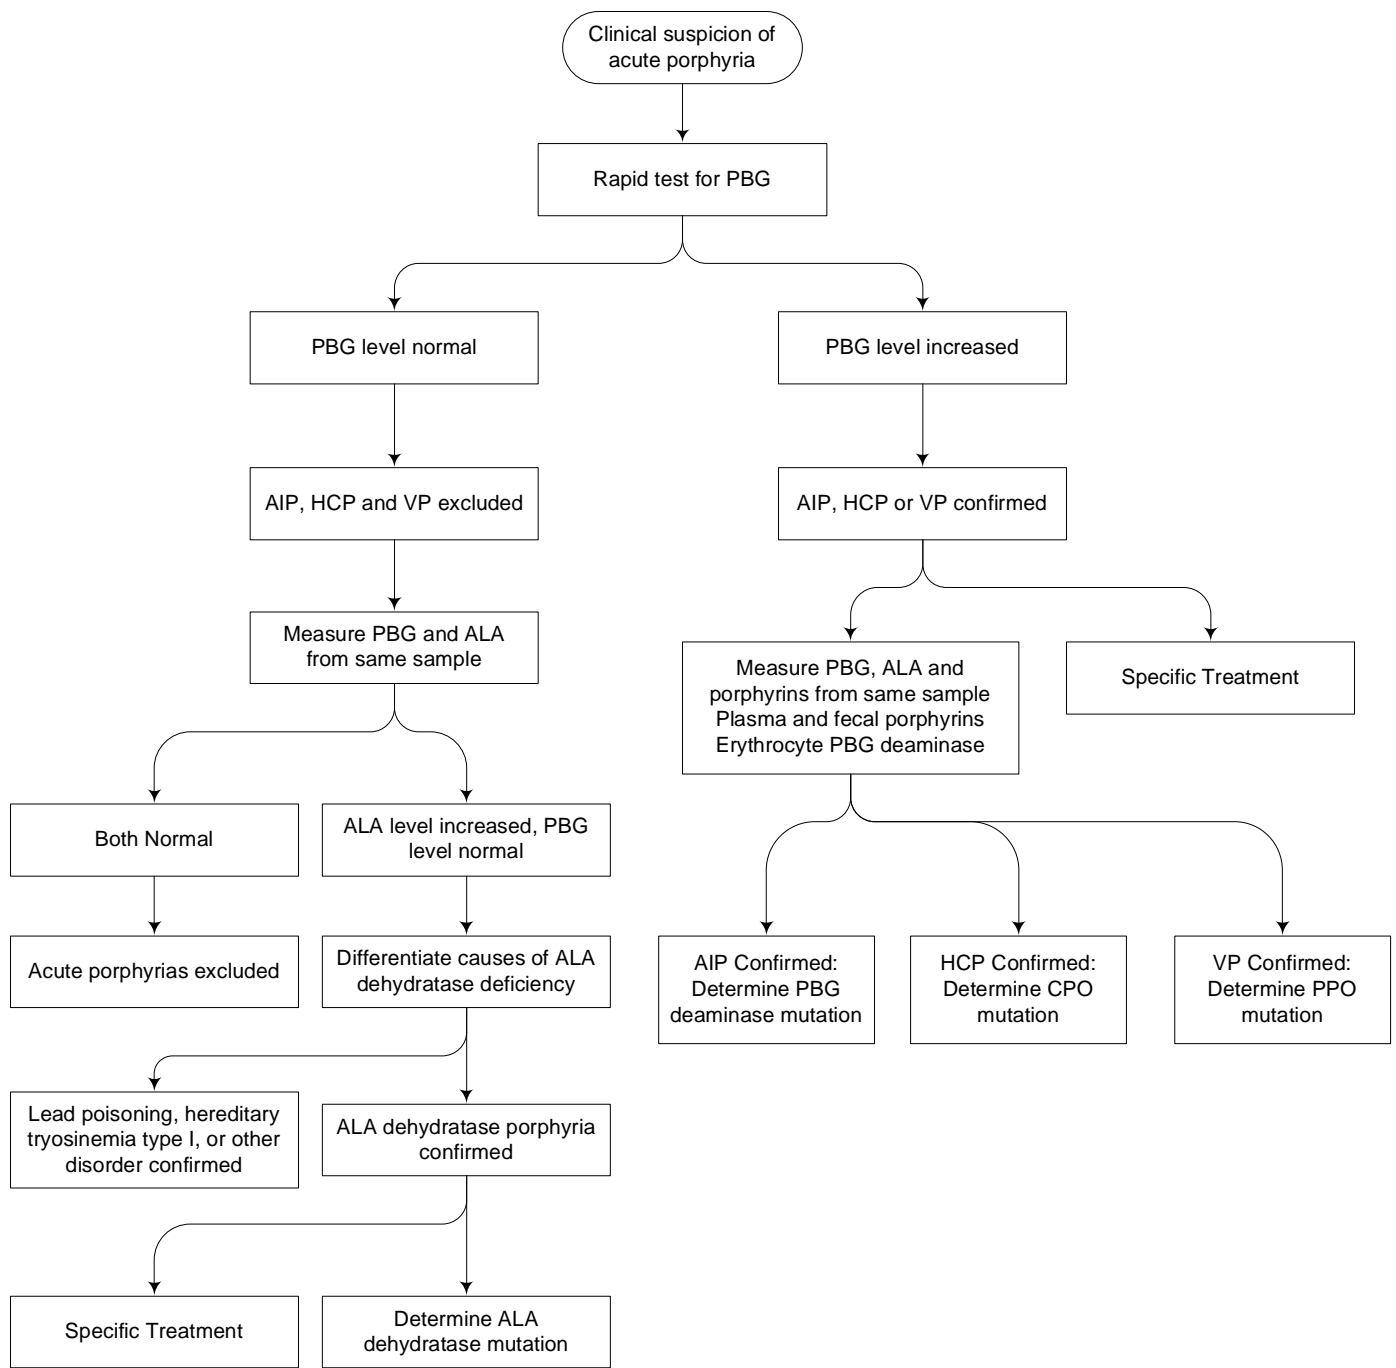 Clinical suspicion of
acute porphyria
Rapid test for PBG
PBG level normal
PBG level increased
AIP, HCP and VP excluded
AIP, HCP or VP confirmed
Measure PBG and ALA
from same sample
Measure PBG, ALA and
porphyrins from same sample
Plasma and fecal porphyrins
Erythrocyte PBG deaminase
Specific Treatment
Both Normal
ALA level increased, PBG
level normal
Acute porphyrias excluded
Differentiate causes of ALA
dehydratase deficiency
AIP Confirmed:
Determine PBG
deaminase mutation
HCP Confirmed:
Determine CPO
mutation
VP Confirmed:
Determine PPO
mutation
Lead poisoning, hereditary
tryosinemia type I, or other
disorder confirmed
ALA dehydratase porphyria
confirmed
Specific Treatment
Determine ALA
dehydratase mutation